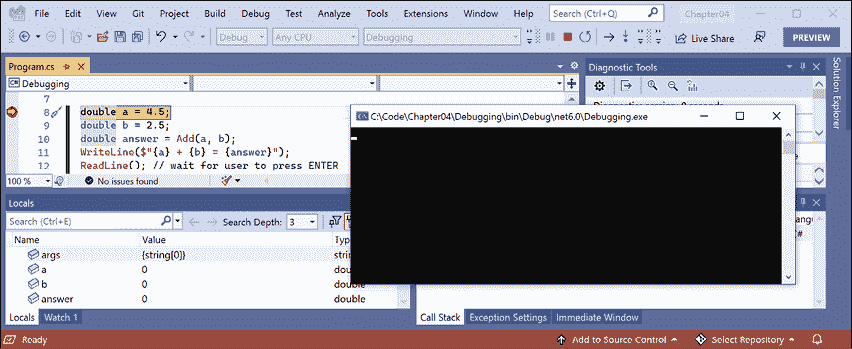 File Edit View Git Project Build Debug Test Analyze Tools Extensions Window Help Search (Ctrl+Q) Chapter04
Debug Any CPU Debugging Live Share PREVIEW
Program.cs
Debugging
7
8 double a = 4.5;
9 double b = 2.5;
10 double answer = Add(a, b);
11 WriteLine($"{a} + {b} = {answer}");
12 ReadLine(); // wait for user to press ENTER
100 % No issues found
Diagnostic Tools
Solution Explorer
C:\Code\Chapter04\Debugging\bin\Debug\net6.0\Debugging.exe
Locals
Search (Ctrl+E) Search Depth: 3
Name Value
args {string[0]}
a 0 double
b 0 double
answer 0 double
Locals Watch 1
Call Stack Exception Settings Immediate Window
Ready Add to Source Control Select Repository